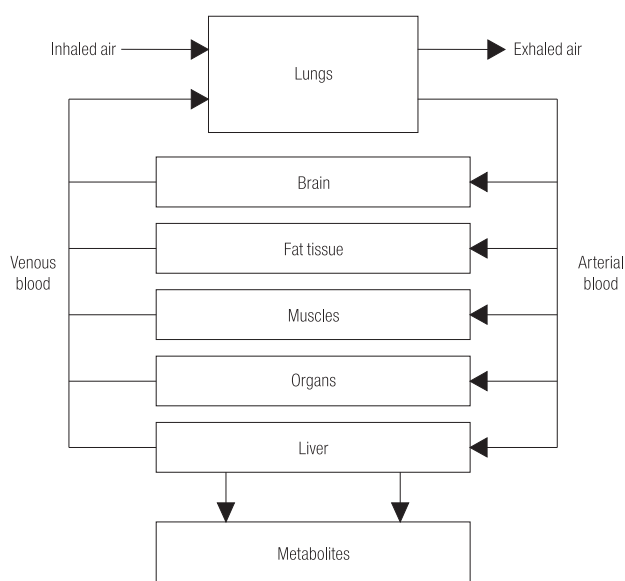 Inhaled air
Lungs
Exhaled air
Brain
Fat tissue
Venous
blood
Arterial
blood
Muscles
Organs
Liver
Metabolites